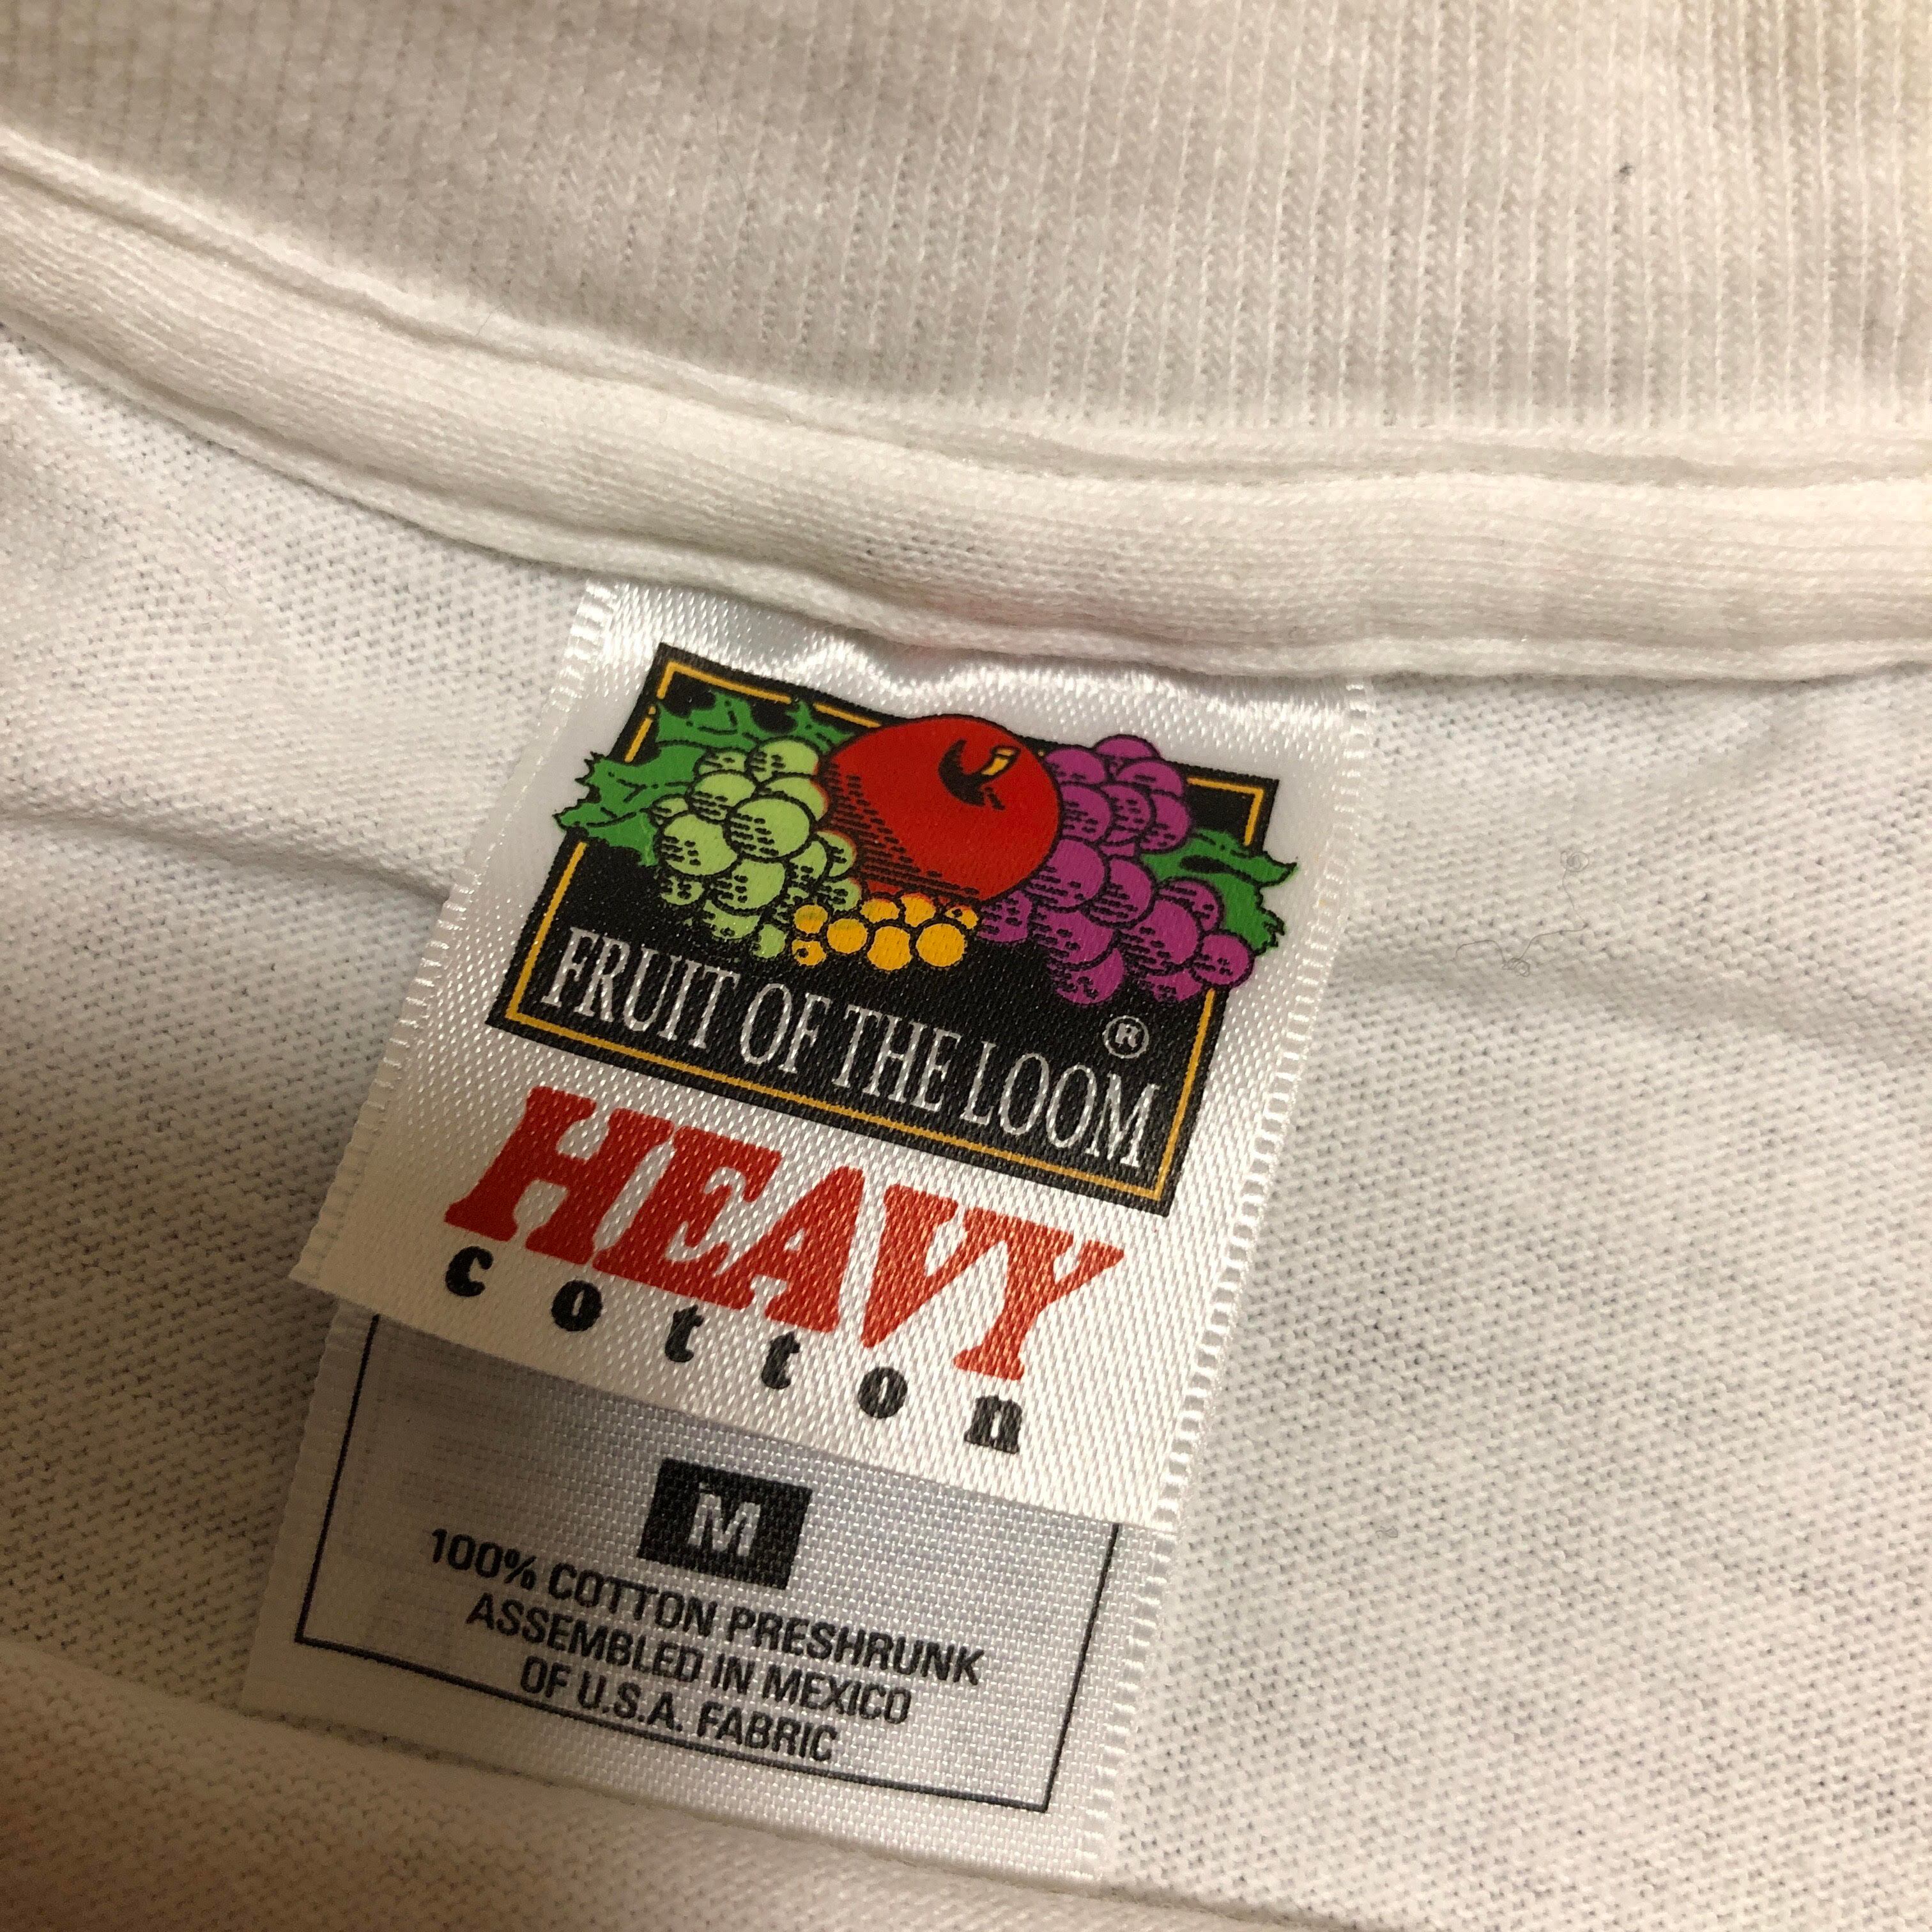 FRUIT OF THE LOOM ®
HEAVY
cotton
M
100% COTTON PRESHRUNK
ASSEMBLED IN MEXICO
OF U.S.A. FABRIC